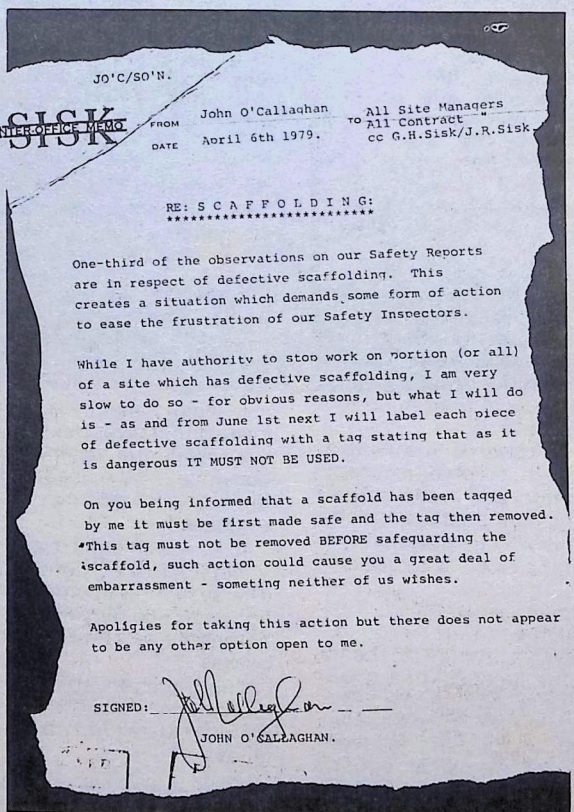 JO'C/SO'N.
SISK
INTER-OFFICE MEMO
FROM John O'Callaghan
TO All Site Managers
All Contract "
DATE April 6th 1979.
cc G.H.Sisk/J.R.Sisk.
RE: S C A F F O L D I N G:
**************************
One-third of the observations on our Safety Reports
are in respect of defective scaffolding. This
creates a situation which demands some form of action
to ease the frustration of our Safety Inspectors.
While I have authority to stop work on portion (or all)
of a site which has defective scaffolding, I am very
slow to do so - for obvious reasons, but what I will do
is - as and from June 1st next I will label each piece
of defective scaffolding with a tag stating that as it
is dangerous IT MUST NOT BE USED.
On you being informed that a scaffold has been tagged
by me it must be first made safe and the tag then removed.
This tag must not be removed BEFORE safeguarding the
scaffold, such action could cause you a great deal of
embarrassment - someting neither of us wishes.
Apoligies for taking this action but there does not appear
to be any other option open to me.
SIGNED:
JOHN O'CALLAGHAN.